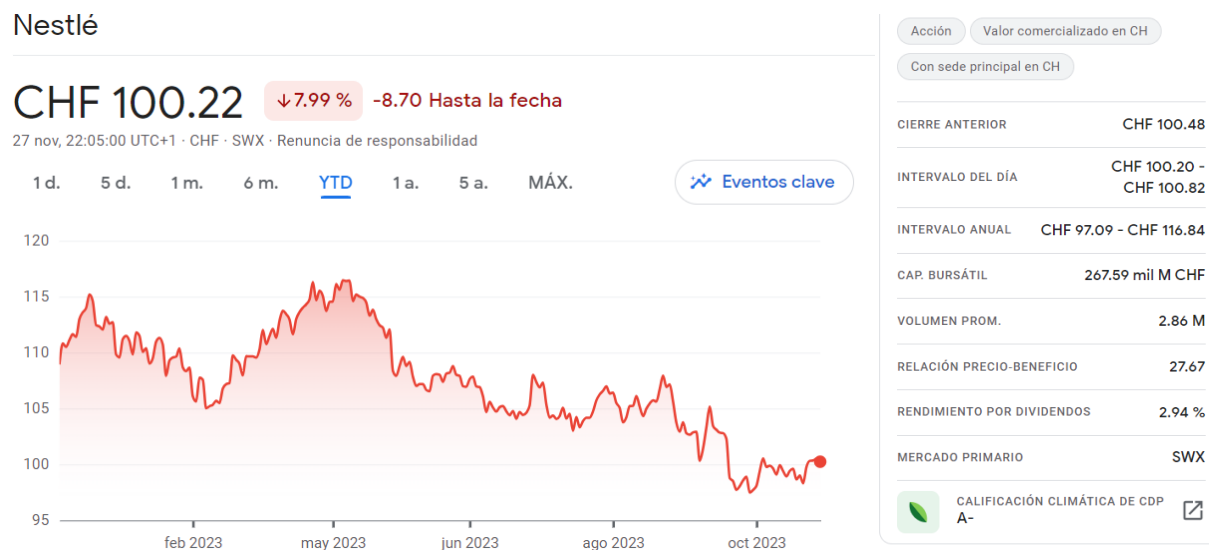 Nestlé
CHF 100.22
↓7.99 %
-8.70 Hasta la fecha
27 nov, 22:05:00 UTC+1 · CHF · SWX · Renuncia de responsabilidad
1 d.
5 d.
1 m.
6 m.
YTD
1 a.
5 a.
MÁX.
Eventos clave
120
115
110
105
100
95
feb 2023
may 2023
jun 2023
ago 2023
oct 2023
Acción
Valor comercializado en CH
Con sede principal en CH
CIERRE ANTERIOR
CHF 100.48
INTERVALO DEL DÍA
CHF 100.20 -
CHF 100.82
INTERVALO ANUAL
CHF 97.09 - CHF 116.84
CAP. BURSÁTIL
267.59 mil M CHF
VOLUMEN PROM.
2.86 M
RELACIÓN PRECIO-BENEFICIO
27.67
RENDIMIENTO POR DIVIDENDOS
2.94 %
MERCADO PRIMARIO
SWX
CALIFICACIÓN CLIMÁTICA DE CDP
A-